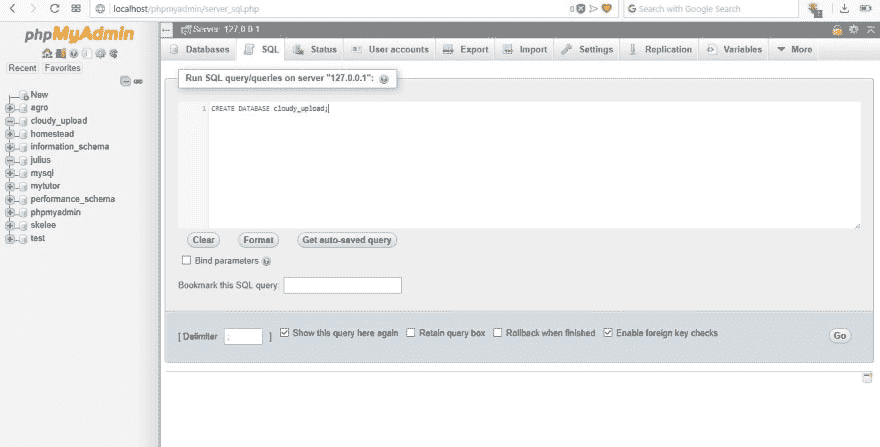 localhost/phpmyadmin/server_sql.php
0
Search with Google Search
phpMyAdmin
Recent Favorites
New
agro
cloudy_upload
homestead
information_schema
julius
mysql
mytutor
performance_schema
phpmyadmin
skelee
test
Server: 127.0.0.1
Databases SQL Status User accounts Export Import Settings Replication Variables More
Run SQL query/queries on server "127.0.0.1":
1 CREATE DATABASE cloudy_upload;
Clear Format Get auto-saved query
Bind parameters
Bookmark this SQL query:
[ Delimiter ; ] Show this query here again Retain query box Rollback when finished Enable foreign key checks Go